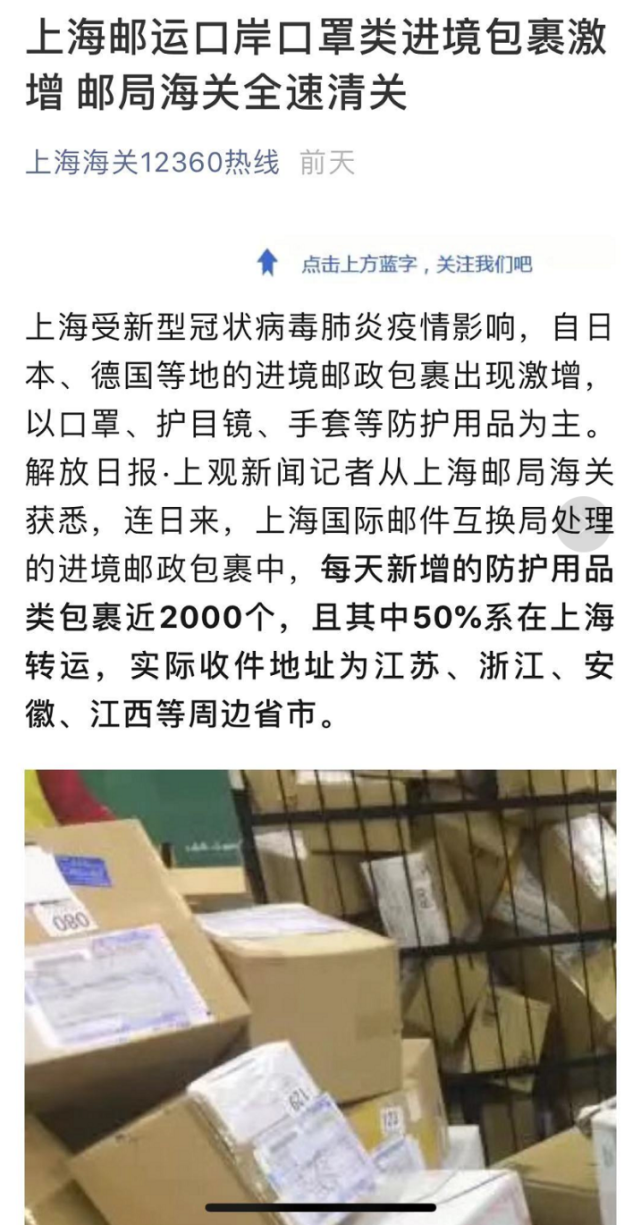 上海邮运口岸口罩类进境包裹激
增 邮局海关全速清关
上海海关12360热线 前天
点击上方蓝字，关注我们吧
上海受新型冠状病毒肺炎疫情影响，自日
本、德国等地的进境邮政包裹出现激增，
以口罩、护目镜、手套等防护用品为主。
解放日报·上观新闻记者从上海邮局海关
获悉，连日来，上海国际邮件互换局处理
的进境邮政包裹中，每天新增的防护用品
类包裹近2000个，且其中50%系在上海
转运，实际收件地址为江苏、浙江、安
徽、江西等周边省市。
080